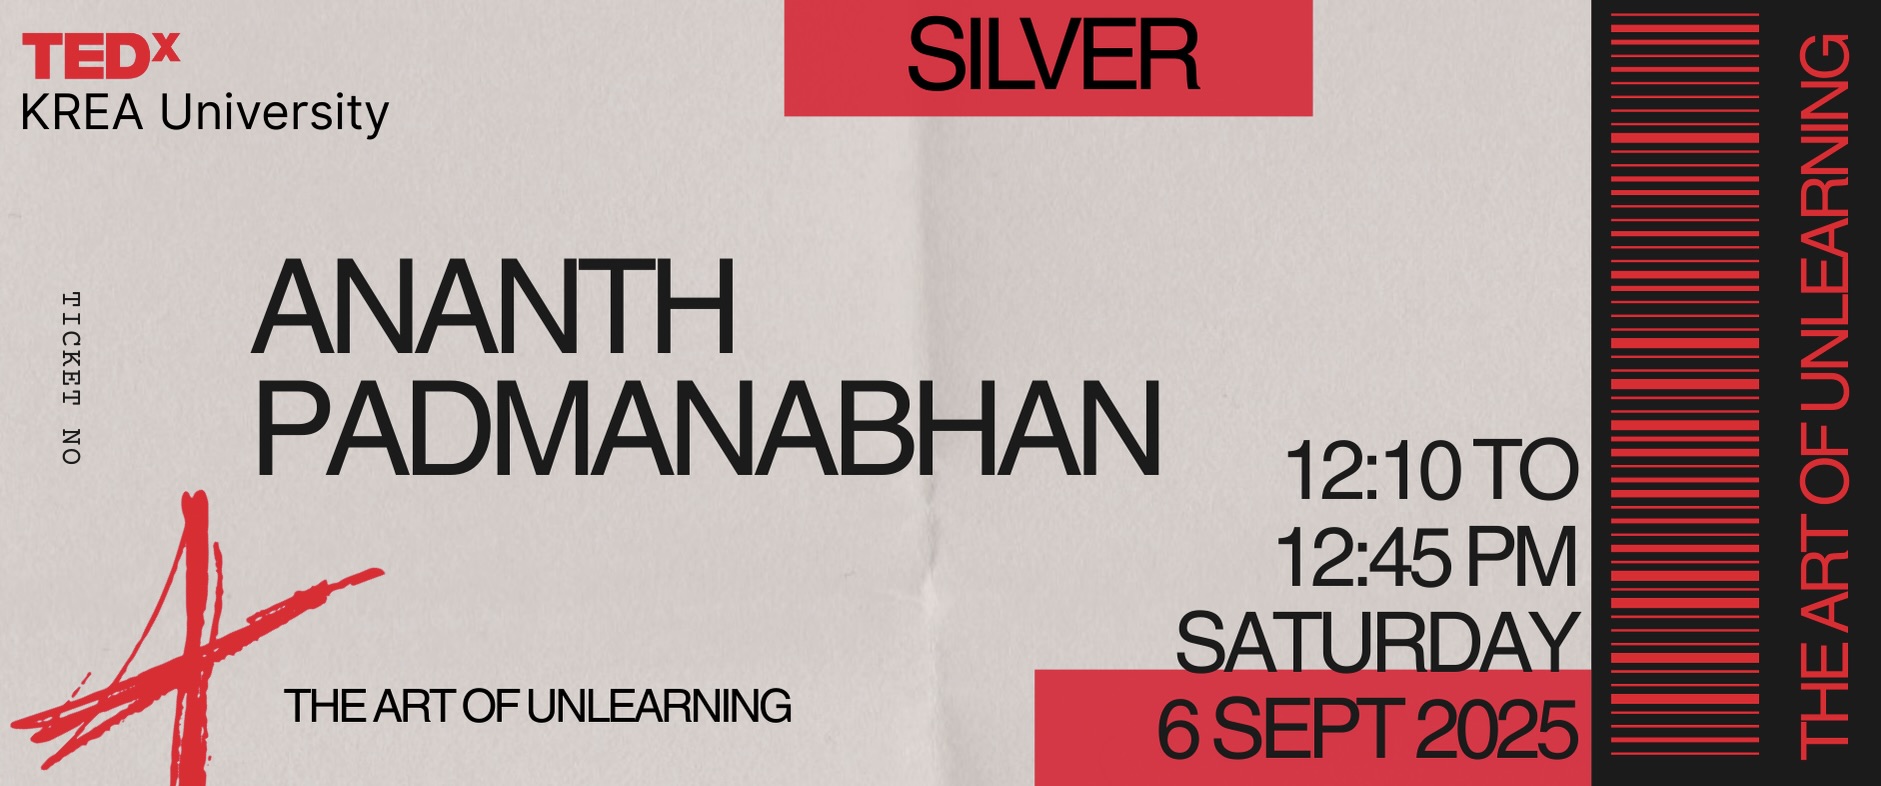 TEDx
KREA University
SILVER
TICKET NO
ANANTH
PADMANABHAN
12:10 TO
12:45 PM
SATURDAY
6 SEPT 2025
THE ART OF UNLEARNING
THE ART OF UNLEARNING